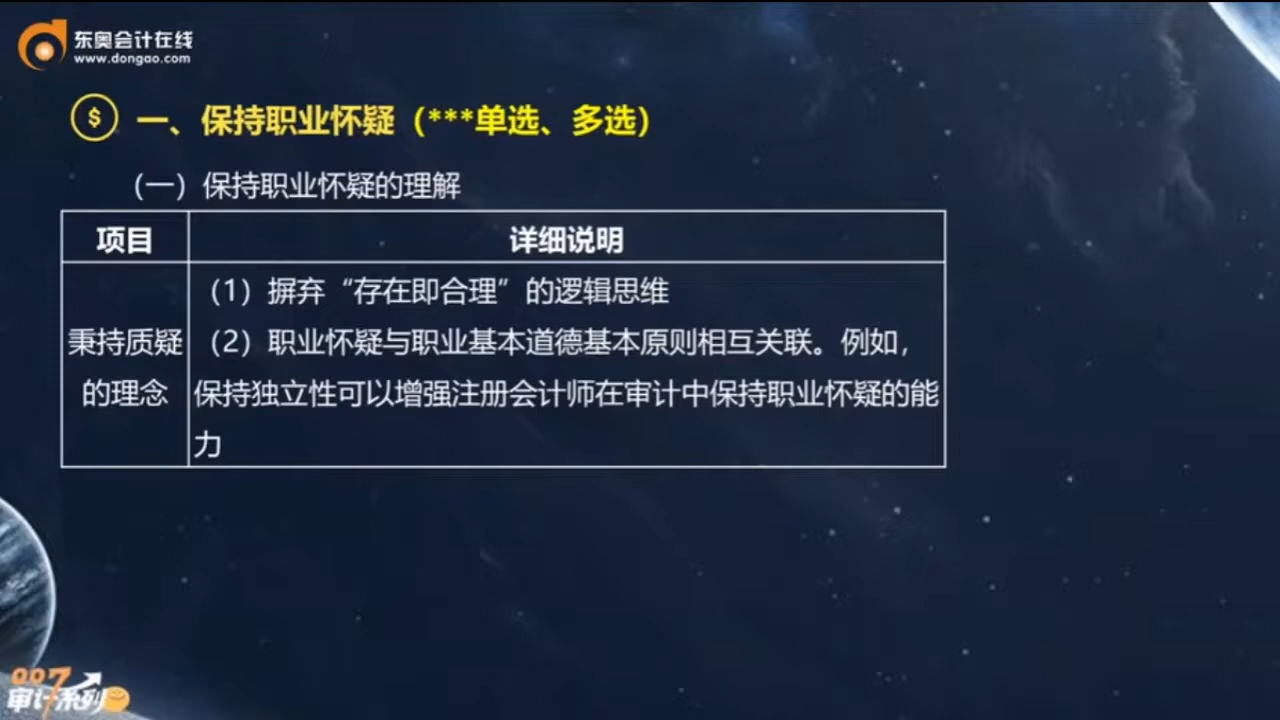 东奥会计在线
www.dongao.com
$
一、保持职业怀疑（***单选、多选）
（一）保持职业怀疑的理解
项目
详细说明
秉持质疑
的理念
（1）摒弃“存在即合理”的逻辑思维
（2）职业怀疑与职业基本道德基本原则相互关联。例如，
保持独立性可以增强注册会计师在审计中保持职业怀疑的能
力
007
审计系列